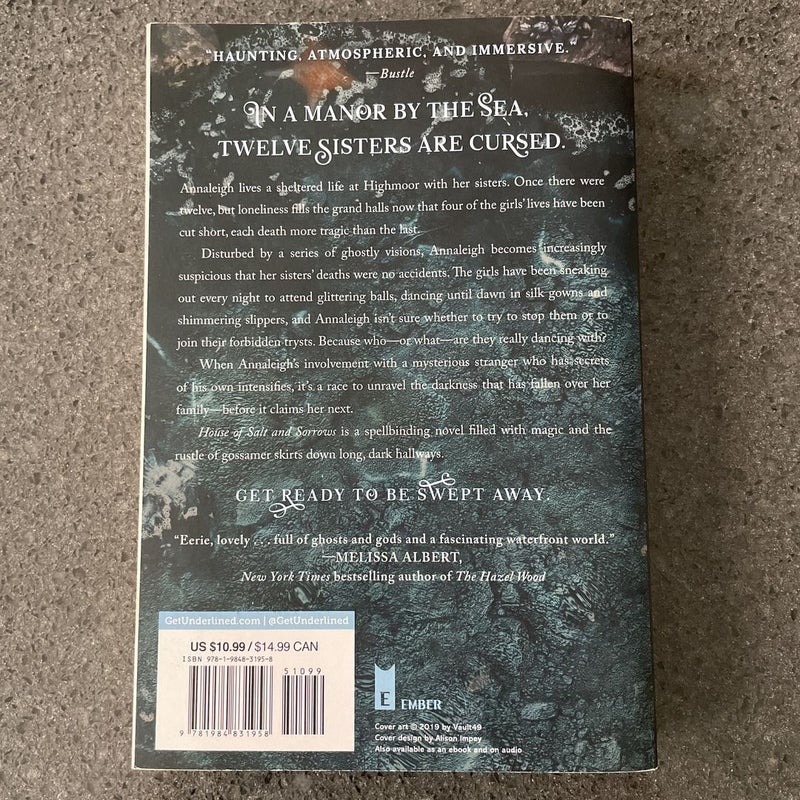 “HAUNTING, ATMOSPHERIC, AND IMMERSIVE.”
—Bustle
IN A MANOR BY THE SEA,
TWELVE SISTERS ARE CURSED.
Annaleigh lives a sheltered life at Highmoor with her sisters. Once there were
twelve, but loneliness fills the grand halls now that four of the girls’ lives have been
cut short, each death more tragic than the last.
Disturbed by a series of ghostly visions, Annaleigh becomes increasingly
suspicious that her sisters’ deaths were no accidents. The girls have been sneaking
out every night to attend glittering balls, dancing until dawn in silk gowns and
shimmering slippers, and Annaleigh isn’t sure whether to try to stop them or to
join their forbidden trysts. Because who—or what—are they really dancing with?
When Annaleigh’s involvement with a mysterious stranger who has secrets
of his own intensifies, it’s a race to unravel the darkness that has fallen over her
family—before it claims her next.
House of Salt and Sorrows is a spellbinding novel filled with magic and the
rustle of gossamer skirts down long, dark hallways.
GET READY TO BE SWEPT AWAY.
“Eerie, lovely . . . full of ghosts and gods and a fascinating waterfront world.”
—MELISSA ALBERT,
New York Times bestselling author of The Hazel Wood
GetUnderlined.com | @GetUnderlined
US $10.99 / $14.99 CAN
ISBN 978-1-9848-3195-8
51099
9 781984 831958
E EMBER
Cover art © 2019 by Vault49
Cover design by Alison Impey
Also available as an ebook and on audio